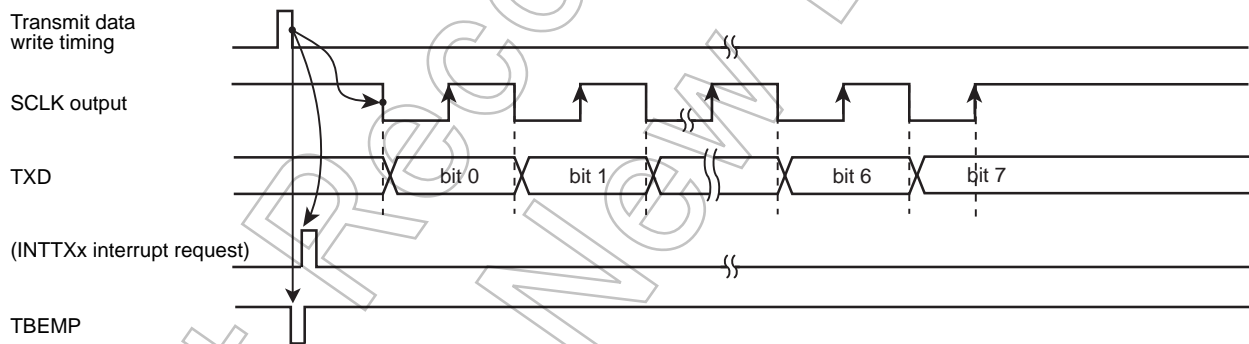 Transmit data
write timing
SCLK output
TXD
bit 0
bit 1
bit 6
bit 7
(INTTXx interrupt request)
TBEMP